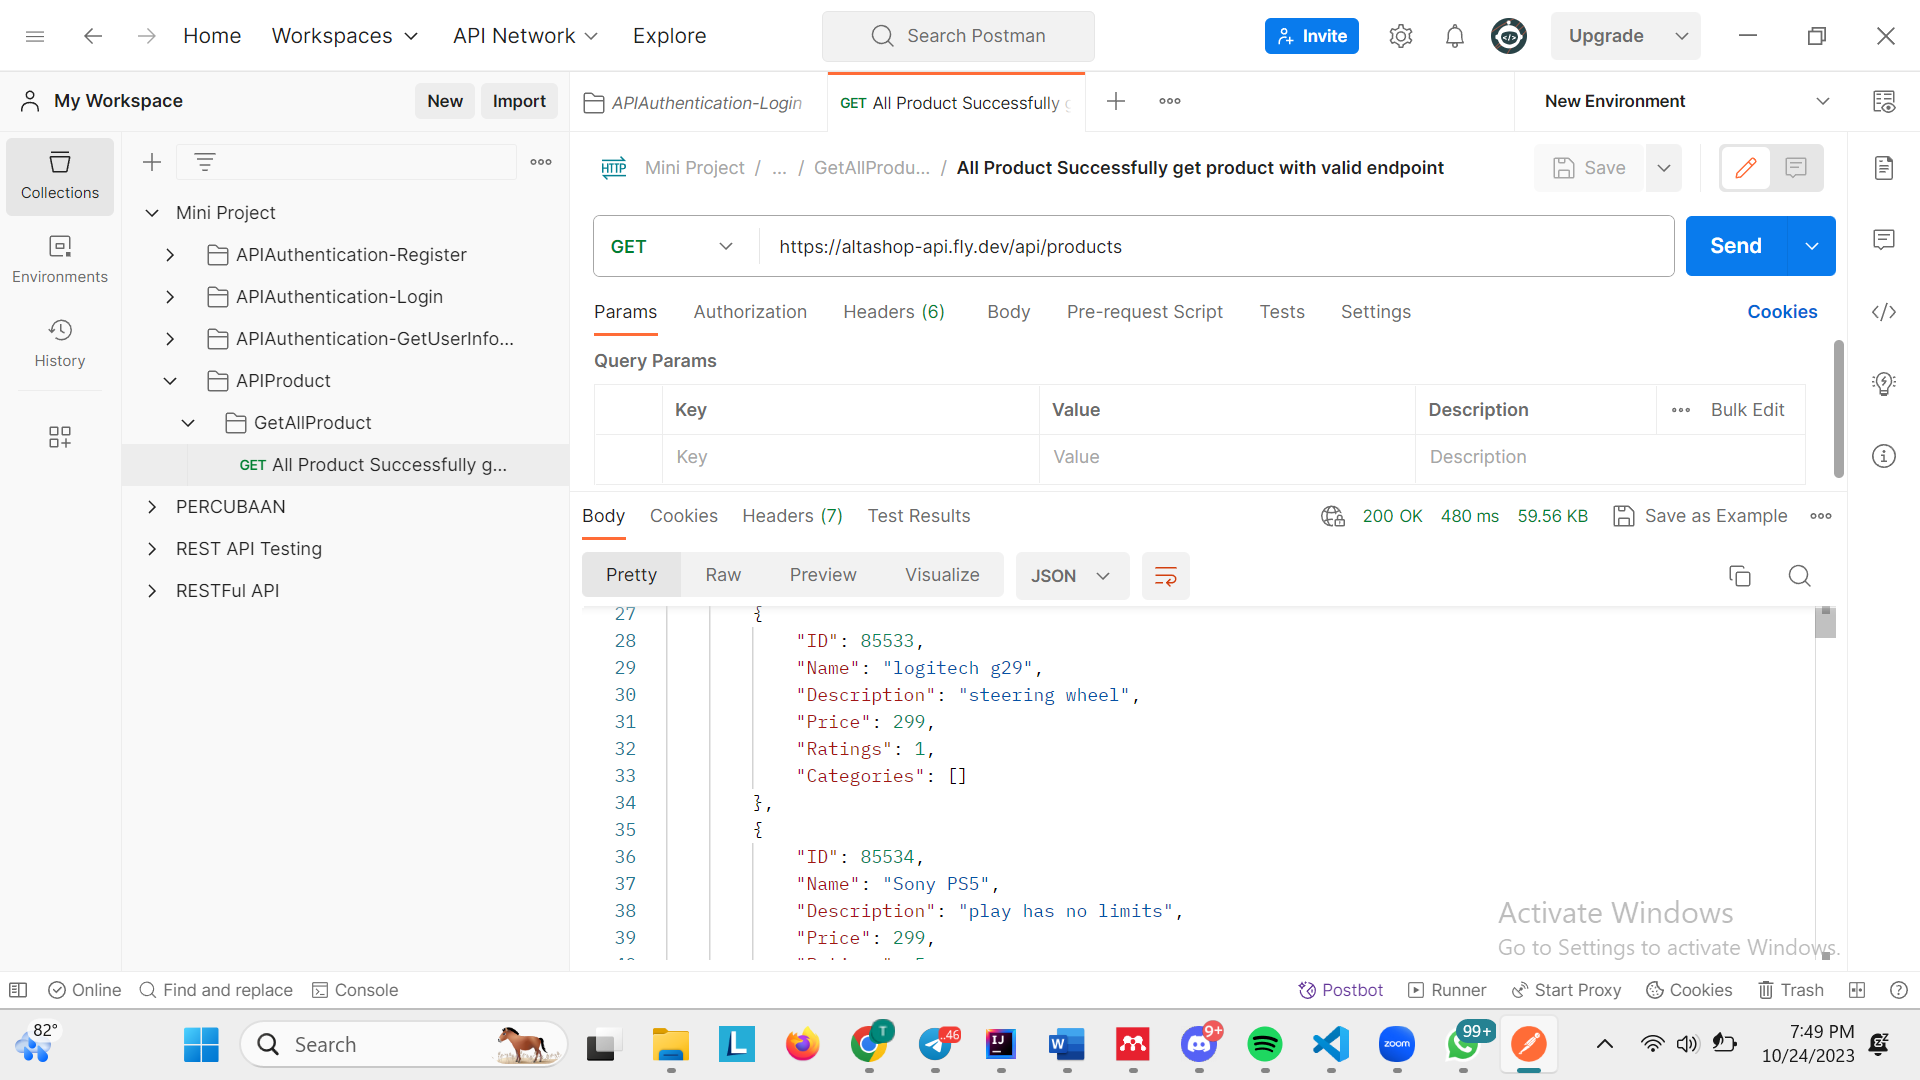 Home Workspaces API Network Explore Search Postman Invite Upgrade
My Workspace New Import APIAuthentication-Login GET All Product Successfully New Environment
Collections
Environments
History
Mini Project
APIAuthentication-Register
APIAuthentication-Login
APIAuthentication-GetUserInfo...
APIProduct
GetAllProduct
GET All Product Successfully g...
PERCUBAAN
REST API Testing
RESTFul API
HTTP Mini Project / ... / GetAllProdu... / All Product Successfully get product with valid endpoint Save
GET https://altashop-api.fly.dev/api/products Send
Params Authorization Headers (6) Body Pre-request Script Tests Settings Cookies
Query Params
Key Value Description Bulk Edit
Key Value Description
Body Cookies Headers (7) Test Results 200 OK 480 ms 59.56 KB Save as Example
Pretty Raw Preview Visualize JSON
27 {
28 "ID": 85533,
29 "Name": "logitech g29",
30 "Description": "steering wheel",
31 "Price": 299,
32 "Ratings": 1,
33 "Categories": []
34 },
35 {
36 "ID": 85534,
37 "Name": "Sony PS5",
38 "Description": "play has no limits",
39 "Price": 299,
Activate Windows
Go to Settings to activate Windows.
Online Find and replace Console Postbot Runner Start Proxy Cookies Trash
82° Search T ..46 9+ zoom 99+ 7:49 PM
10/24/2023